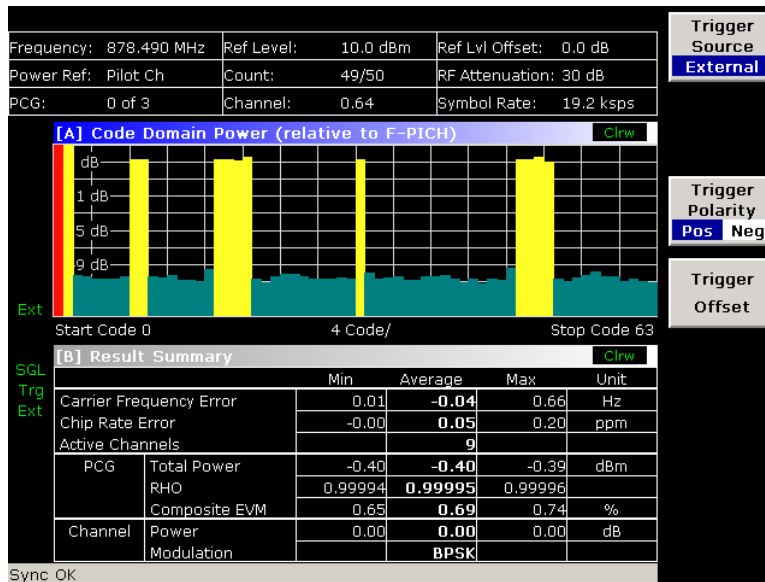 Frequency: 878.490 MHz Ref Level: 10.0 dBm Ref Lvl Offset: 0.0 dB
Power Ref: Pilot Ch Count: 49/50 RF Attenuation: 30 dB
PCG: 0 of 3 Channel: 0.64 Symbol Rate: 19.2 ksps
Trigger
Source
External
[A] Code Domain Power (relative to F-PICH) Clrw
dB
1 dB
5 dB
9 dB
Ext
Start Code 0 4 Code/ Stop Code 63
Trigger
Polarity
Pos Neg
Trigger
Offset
SGL
Trg
Ext
[B] Result Summary Clrw
Min Average Max Unit
Carrier Frequency Error 0.01 -0.04 0.66 Hz
Chip Rate Error -0.00 0.05 0.20 ppm
Active Channels 9
PCG Total Power -0.40 -0.40 -0.39 dBm
RHO 0.99994 0.99995 0.99996
Composite EVM 0.65 0.69 0.74 %
Channel Power 0.00 0.00 0.00 dB
Modulation BPSK
Sync OK